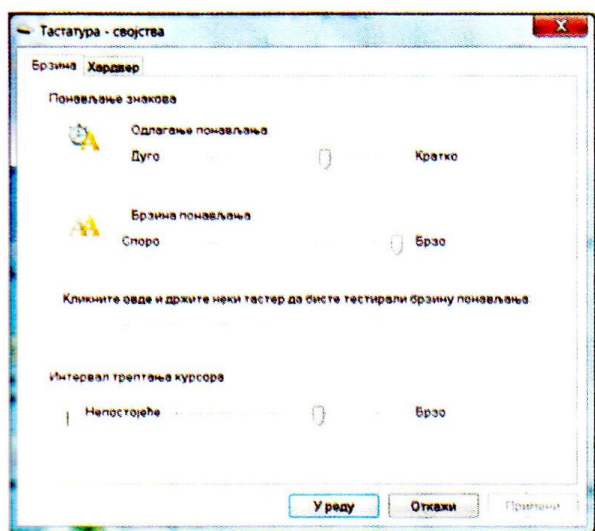 Тастатура - својства
Брзина Хардвер
Понављање знакова
Одлагање понављања
Дуго Кратко
Брзина понављања
Споро Брзо
Кликните овде и држите неки тастер да бисте тестирали брзину понављања:
Интервал трептања курсора
Непостојеће Брзо
У реду Откажи Примени